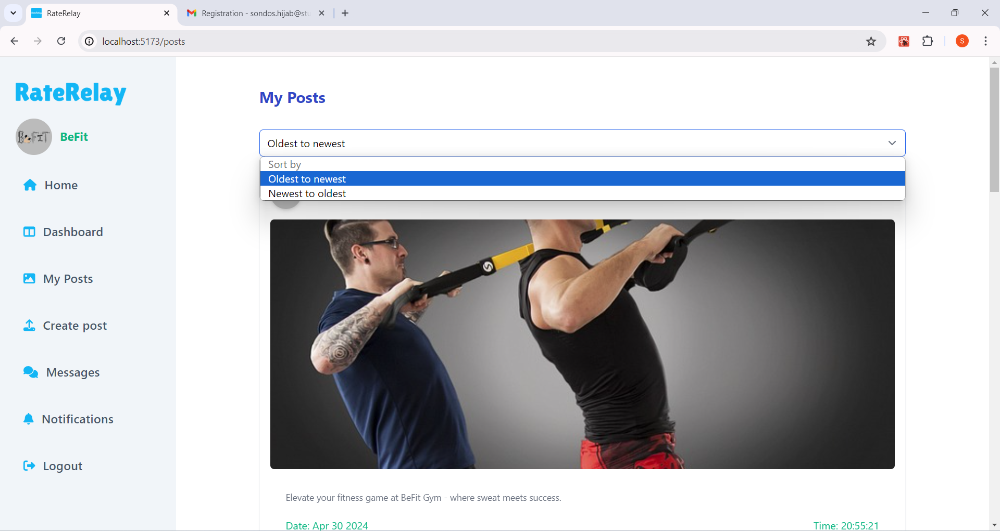 RateRelay
Registration - sondos.hijab@stu
localhost:5173/posts
S
RateRelay
BeFiT
BeFit
Home
Dashboard
My Posts
Create post
Messages
Notifications
Logout
My Posts
Oldest to newest
Sort by
Oldest to newest
Newest to oldest
Elevate your fitness game at BeFit Gym - where sweat meets success.
Date: Apr 30 2024
Time: 20:55:21